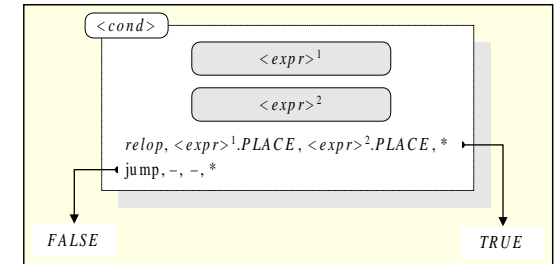 <cond>
<expr>¹
<expr>²
relop, <expr>¹.PLACE, <expr>².PLACE, *
jump, –, –, *
FALSE
TRUE